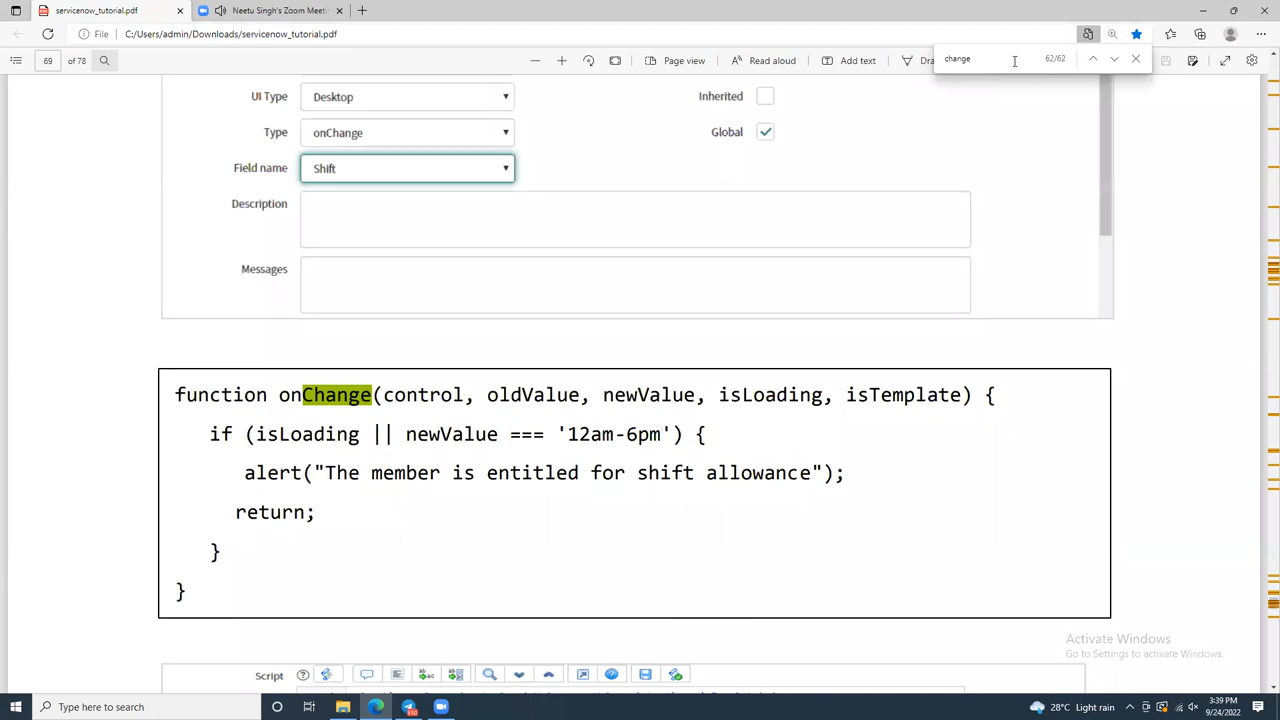 servicenow_tutorial.pdf
Neetu Singh's Zoom Meeti
File
C:/Users/admin/Downloads/servicenow_tutorial.pdf
change
62/62
69
of 78
Page view
Read aloud
Add text
Dra
UI Type
Desktop
Inherited
Type
onChange
Global
Field name
Shift
Description
Messages
function onChange(control, oldValue, newValue, isLoading, isTemplate) {
if (isLoading || newValue === '12am-6pm') {
alert("The member is entitled for shift allowance");
return;
}
}
Activate Windows
Go to Settings to activate Windows.
Script
Type here to search
28°C Light rain
3:39 PM
9/24/2022